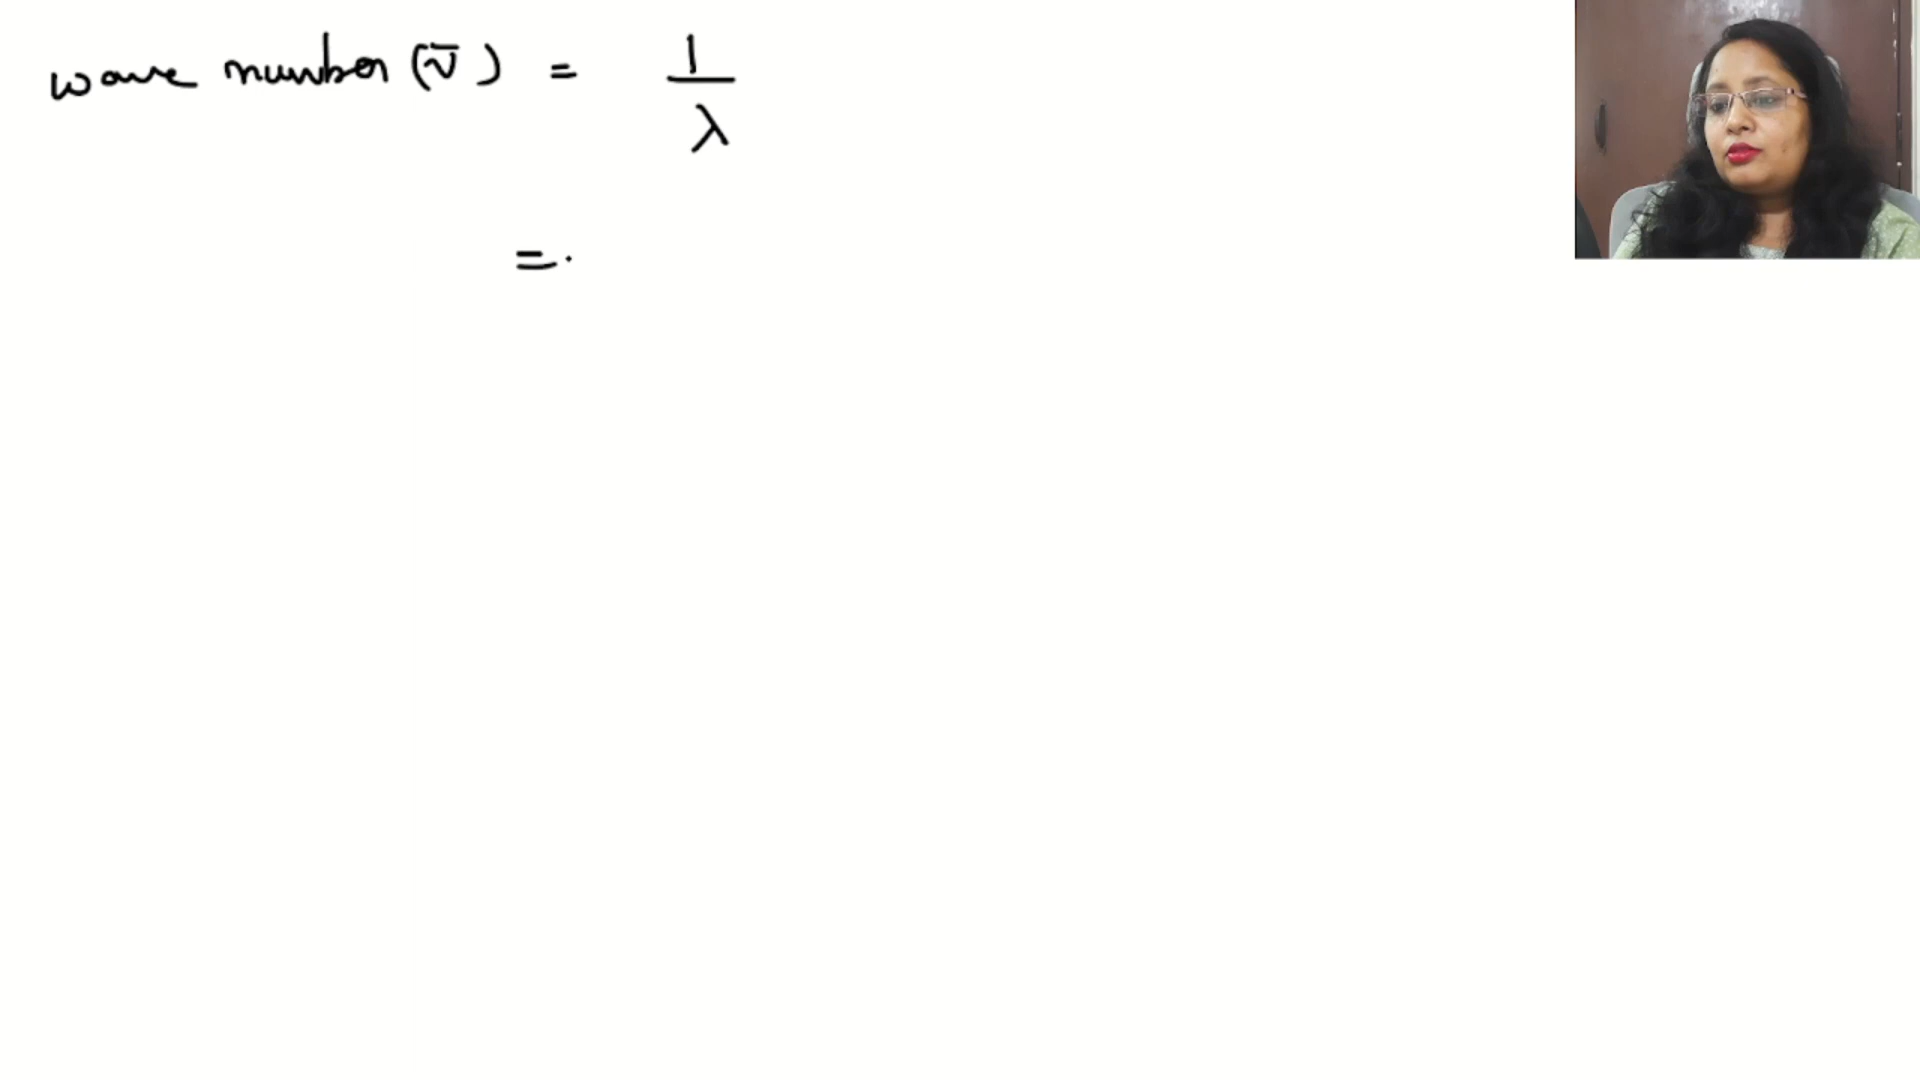 wave number (ν̄) = 1/λ
=.